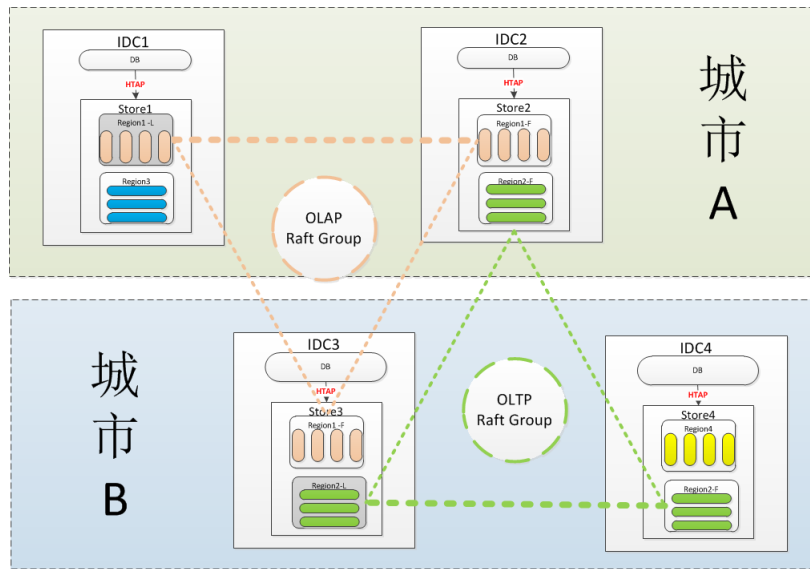 IDC1
DB
HTAP
Store1
Region1 -L
Region3
IDC2
DB
HTAP
Store2
Region1-F
Region2-F
城
市
A
OLAP
Raft Group
城
市
B
IDC3
DB
HTAP
Store3
Region1 -F
Region2-L
OLTP
Raft Group
IDC4
DB
HTAP
Store4
Region4
Region2-F